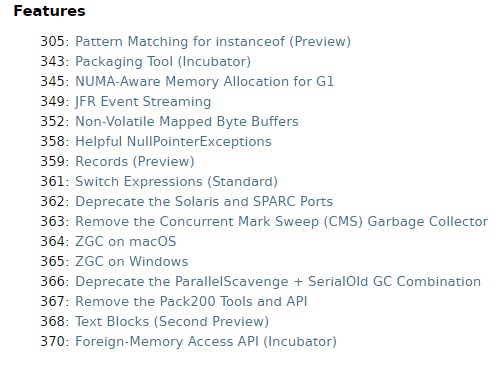 Features
305: Pattern Matching for instanceof (Preview)
343: Packaging Tool (Incubator)
345: NUMA-Aware Memory Allocation for G1
349: JFR Event Streaming
352: Non-Volatile Mapped Byte Buffers
358: Helpful NullPointerExceptions
359: Records (Preview)
361: Switch Expressions (Standard)
362: Deprecate the Solaris and SPARC Ports
363: Remove the Concurrent Mark Sweep (CMS) Garbage Collector
364: ZGC on macOS
365: ZGC on Windows
366: Deprecate the ParallelScavenge + SerialOld GC Combination
367: Remove the Pack200 Tools and API
368: Text Blocks (Second Preview)
370: Foreign-Memory Access API (Incubator)